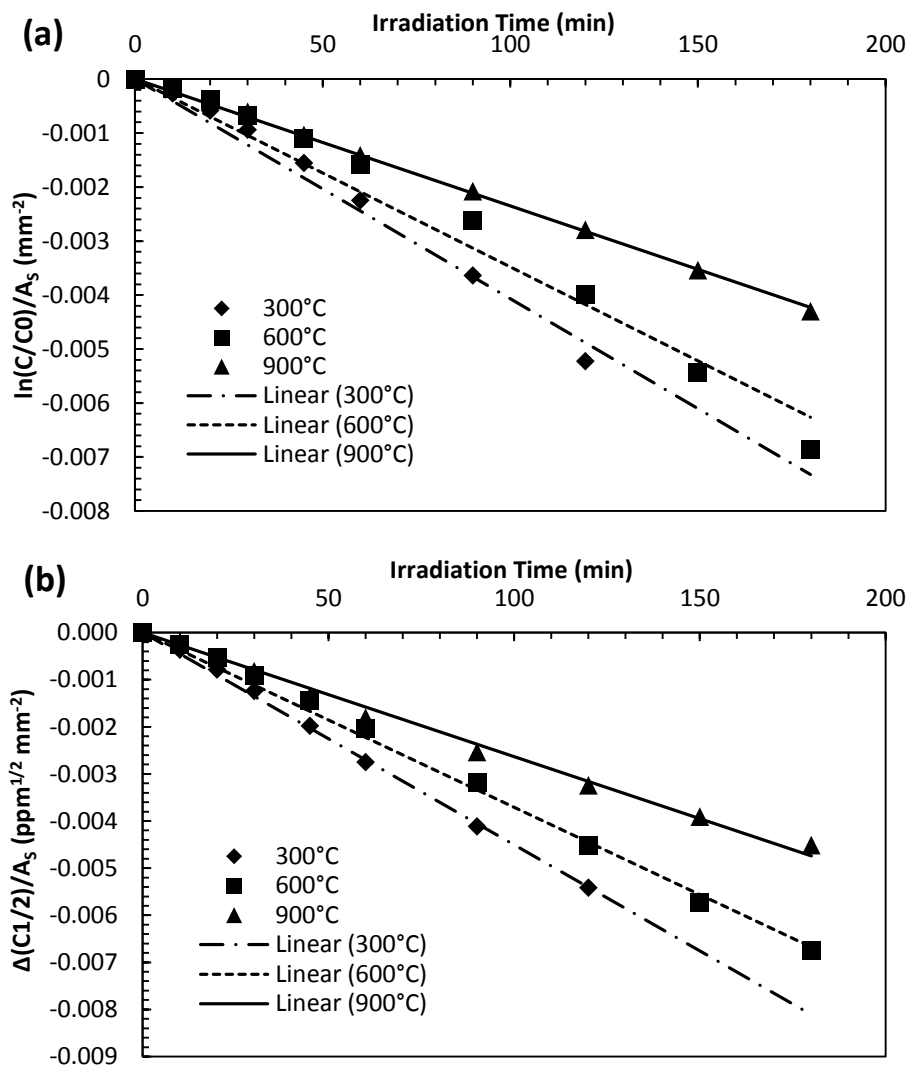 (a)
Irradiation Time (min)
0 50 100 150 200
0
-0.001
-0.002
-0.003
-0.004
-0.005
-0.006
-0.007
-0.008
ln(C/C0)/A_s (mm⁻²)
300°C
600°C
900°C
Linear (300°C)
Linear (600°C)
Linear (900°C)
(b)
Irradiation Time (min)
0 50 100 150 200
0.000
-0.001
-0.002
-0.003
-0.004
-0.005
-0.006
-0.007
-0.008
-0.009
Δ(C1/2)/A_s (ppm^1/2 mm⁻²)
300°C
600°C
900°C
Linear (300°C)
Linear (600°C)
Linear (900°C)